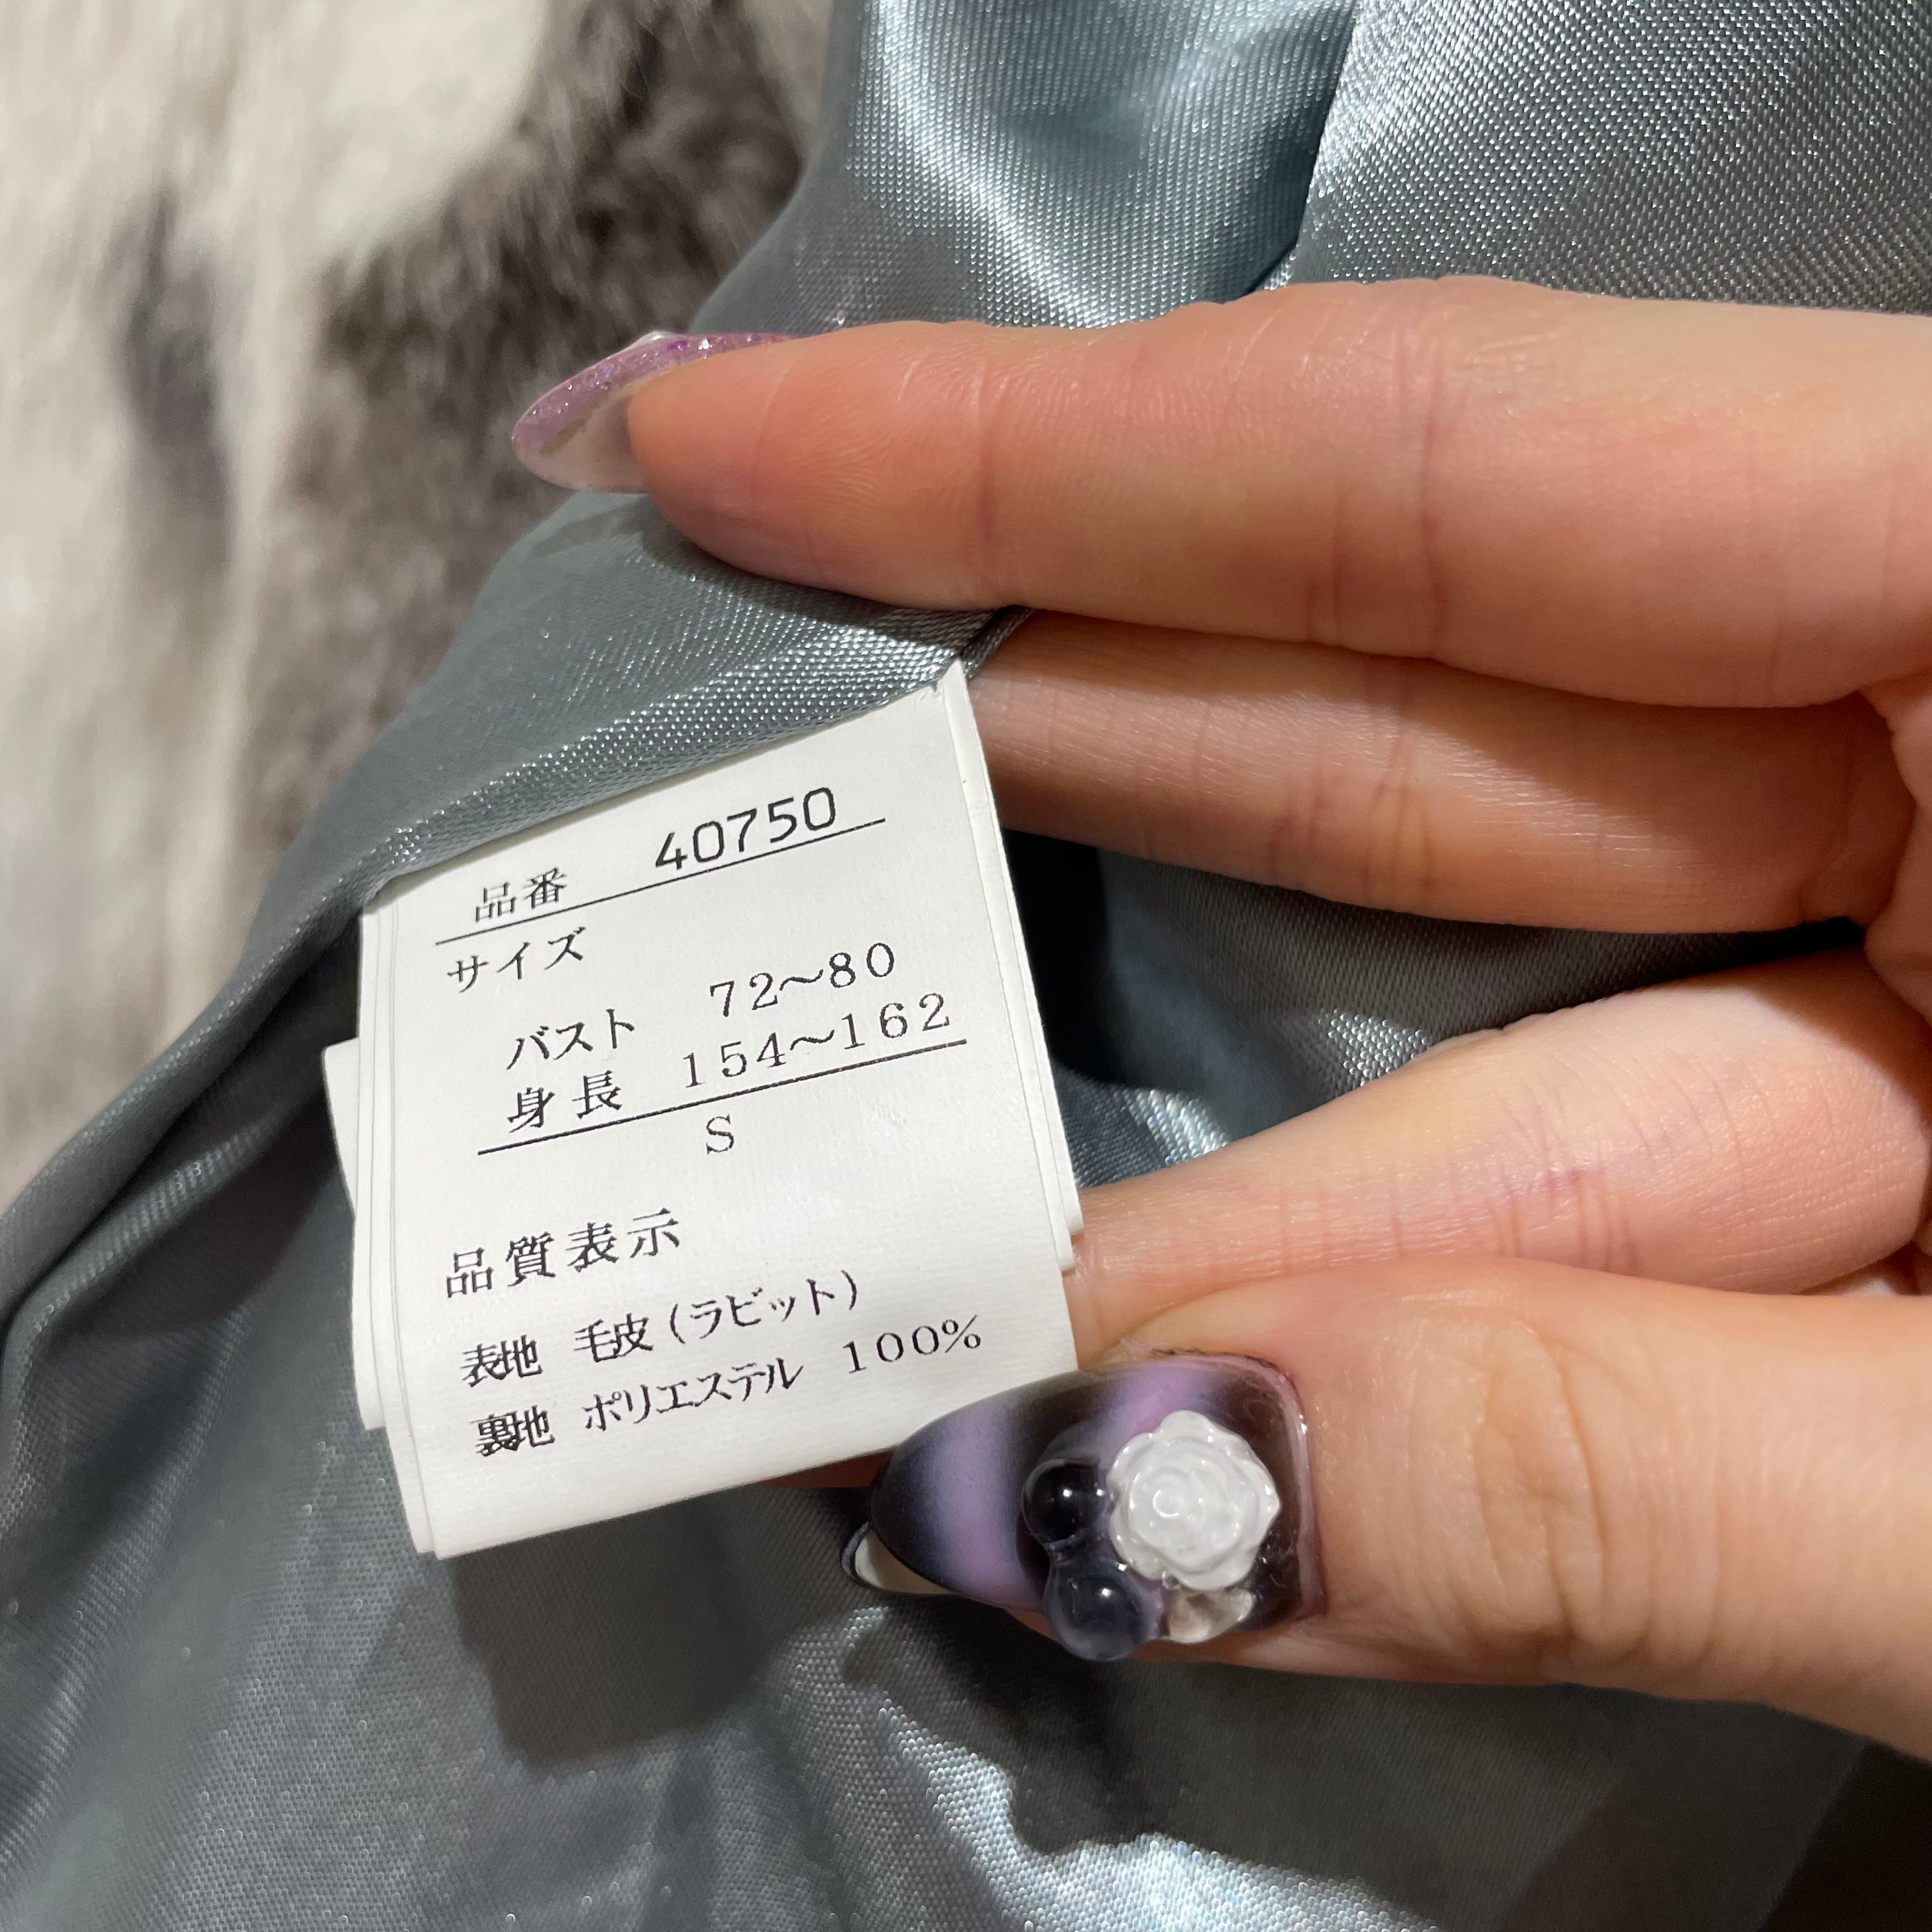 品番 40750
サイズ
バスト 72～80
身長 154～162
S
品質表示
表地 毛皮（ラビット）
裏地 ポリエステル 100%